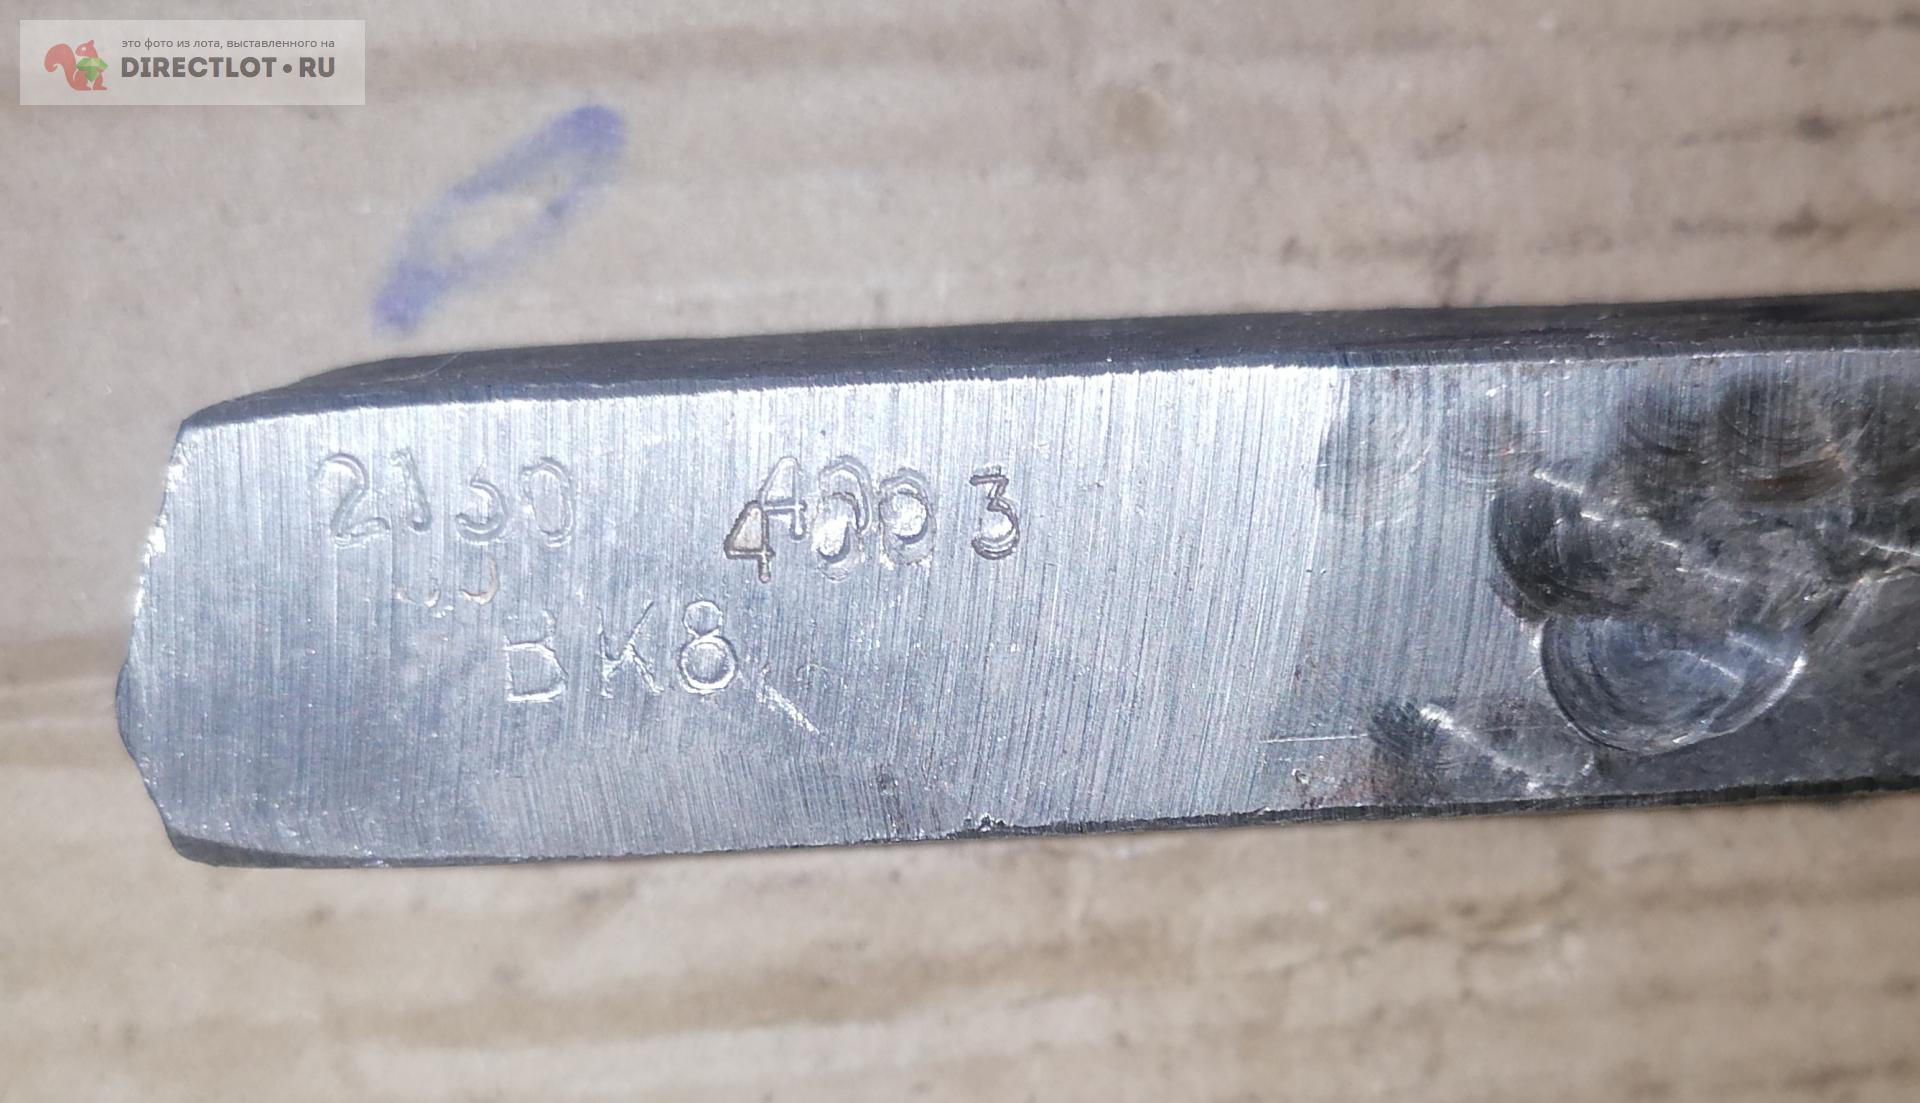 это фото из лота, выставленного на
DIRECTLOT•RU
2130 4003
ВК8